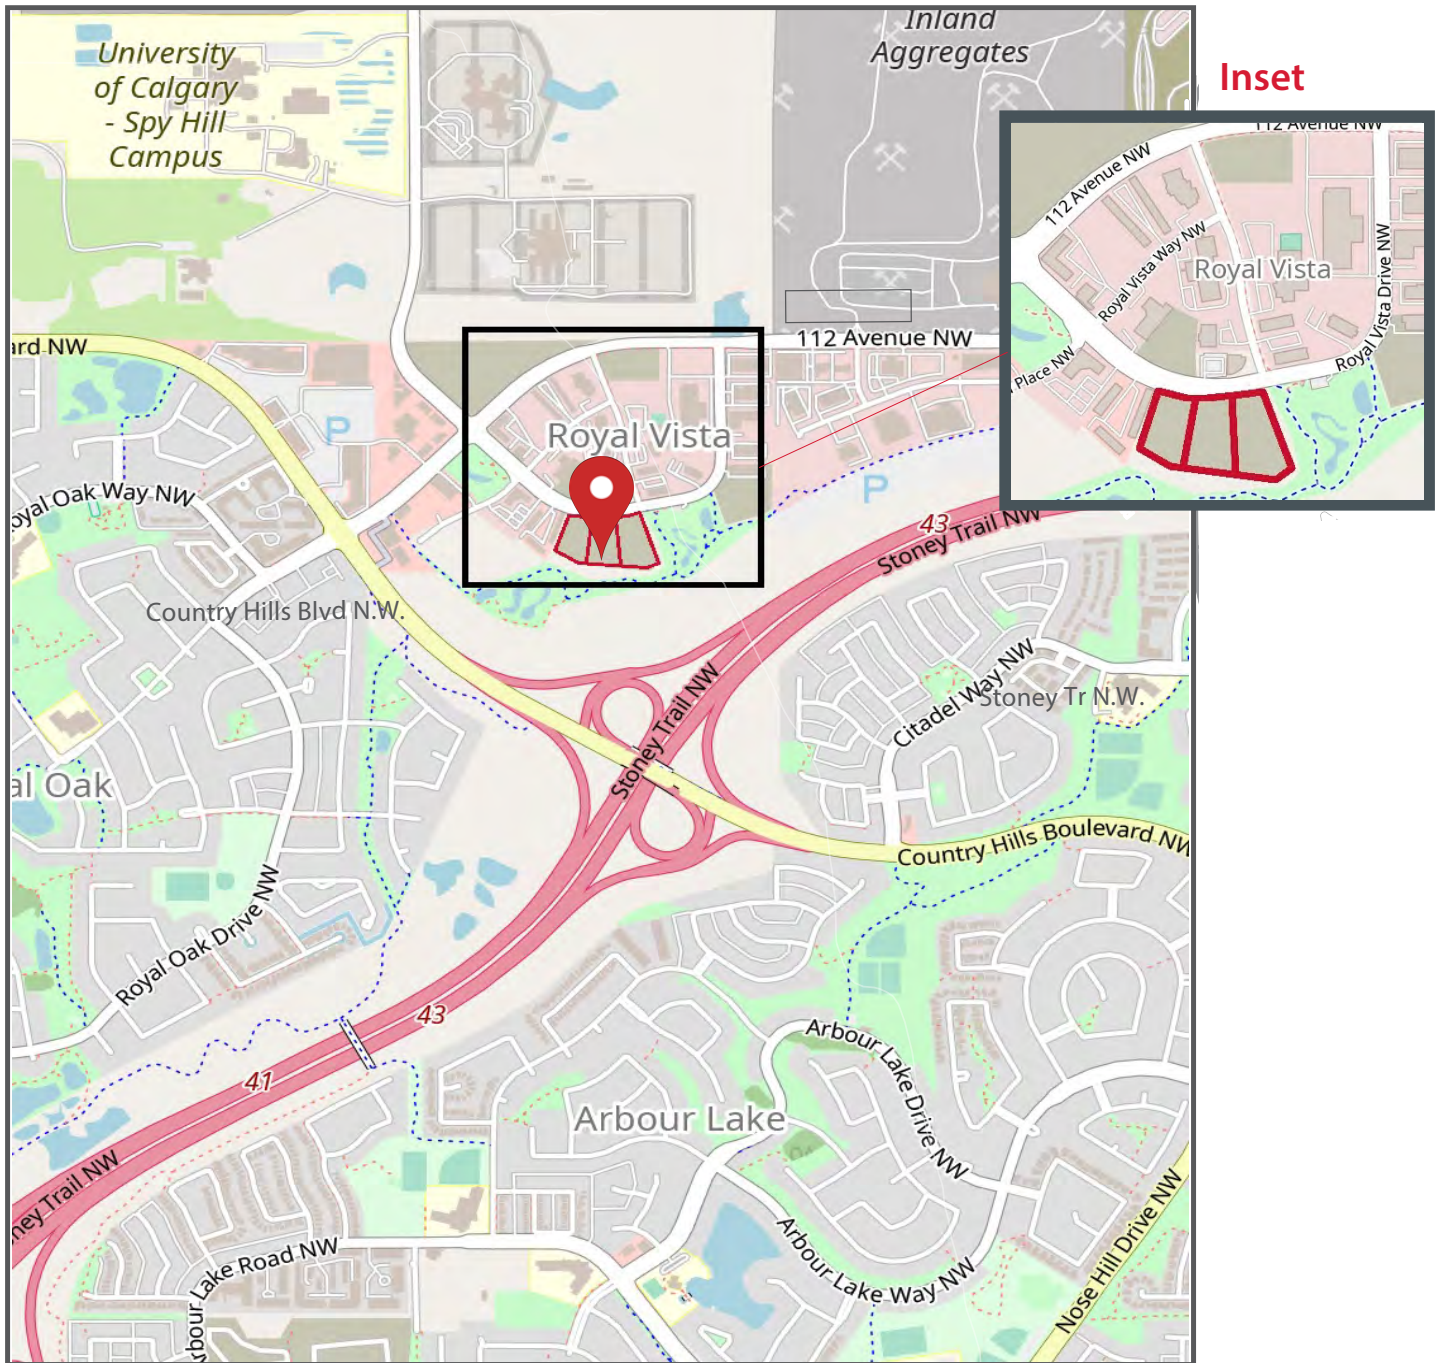 University
of Calgary
- Spy Hill
Campus
Inland
Aggregates
Inset
112 Avenue NW
112 Avenue NW
Royal Vista Way NW
Royal Vista
Royal Vista Drive NW
Place NW
ard NW
112 Avenue NW
P
Royal Vista
P
oyal Oak Way NW
43
Stoney Trail NW
Country Hills Blvd N.W.
Stoney Trail NW
Citadel Way NW
Stoney Tr N.W.
al Oak
Country Hills Boulevard NW
Royal Oak Drive NW
43
41
Arbour Lake Drive NW
Arbour Lake
ney Trail NW
Arbour Lake Way NW
Nose Hill Drive NW
bour Lake Road NW